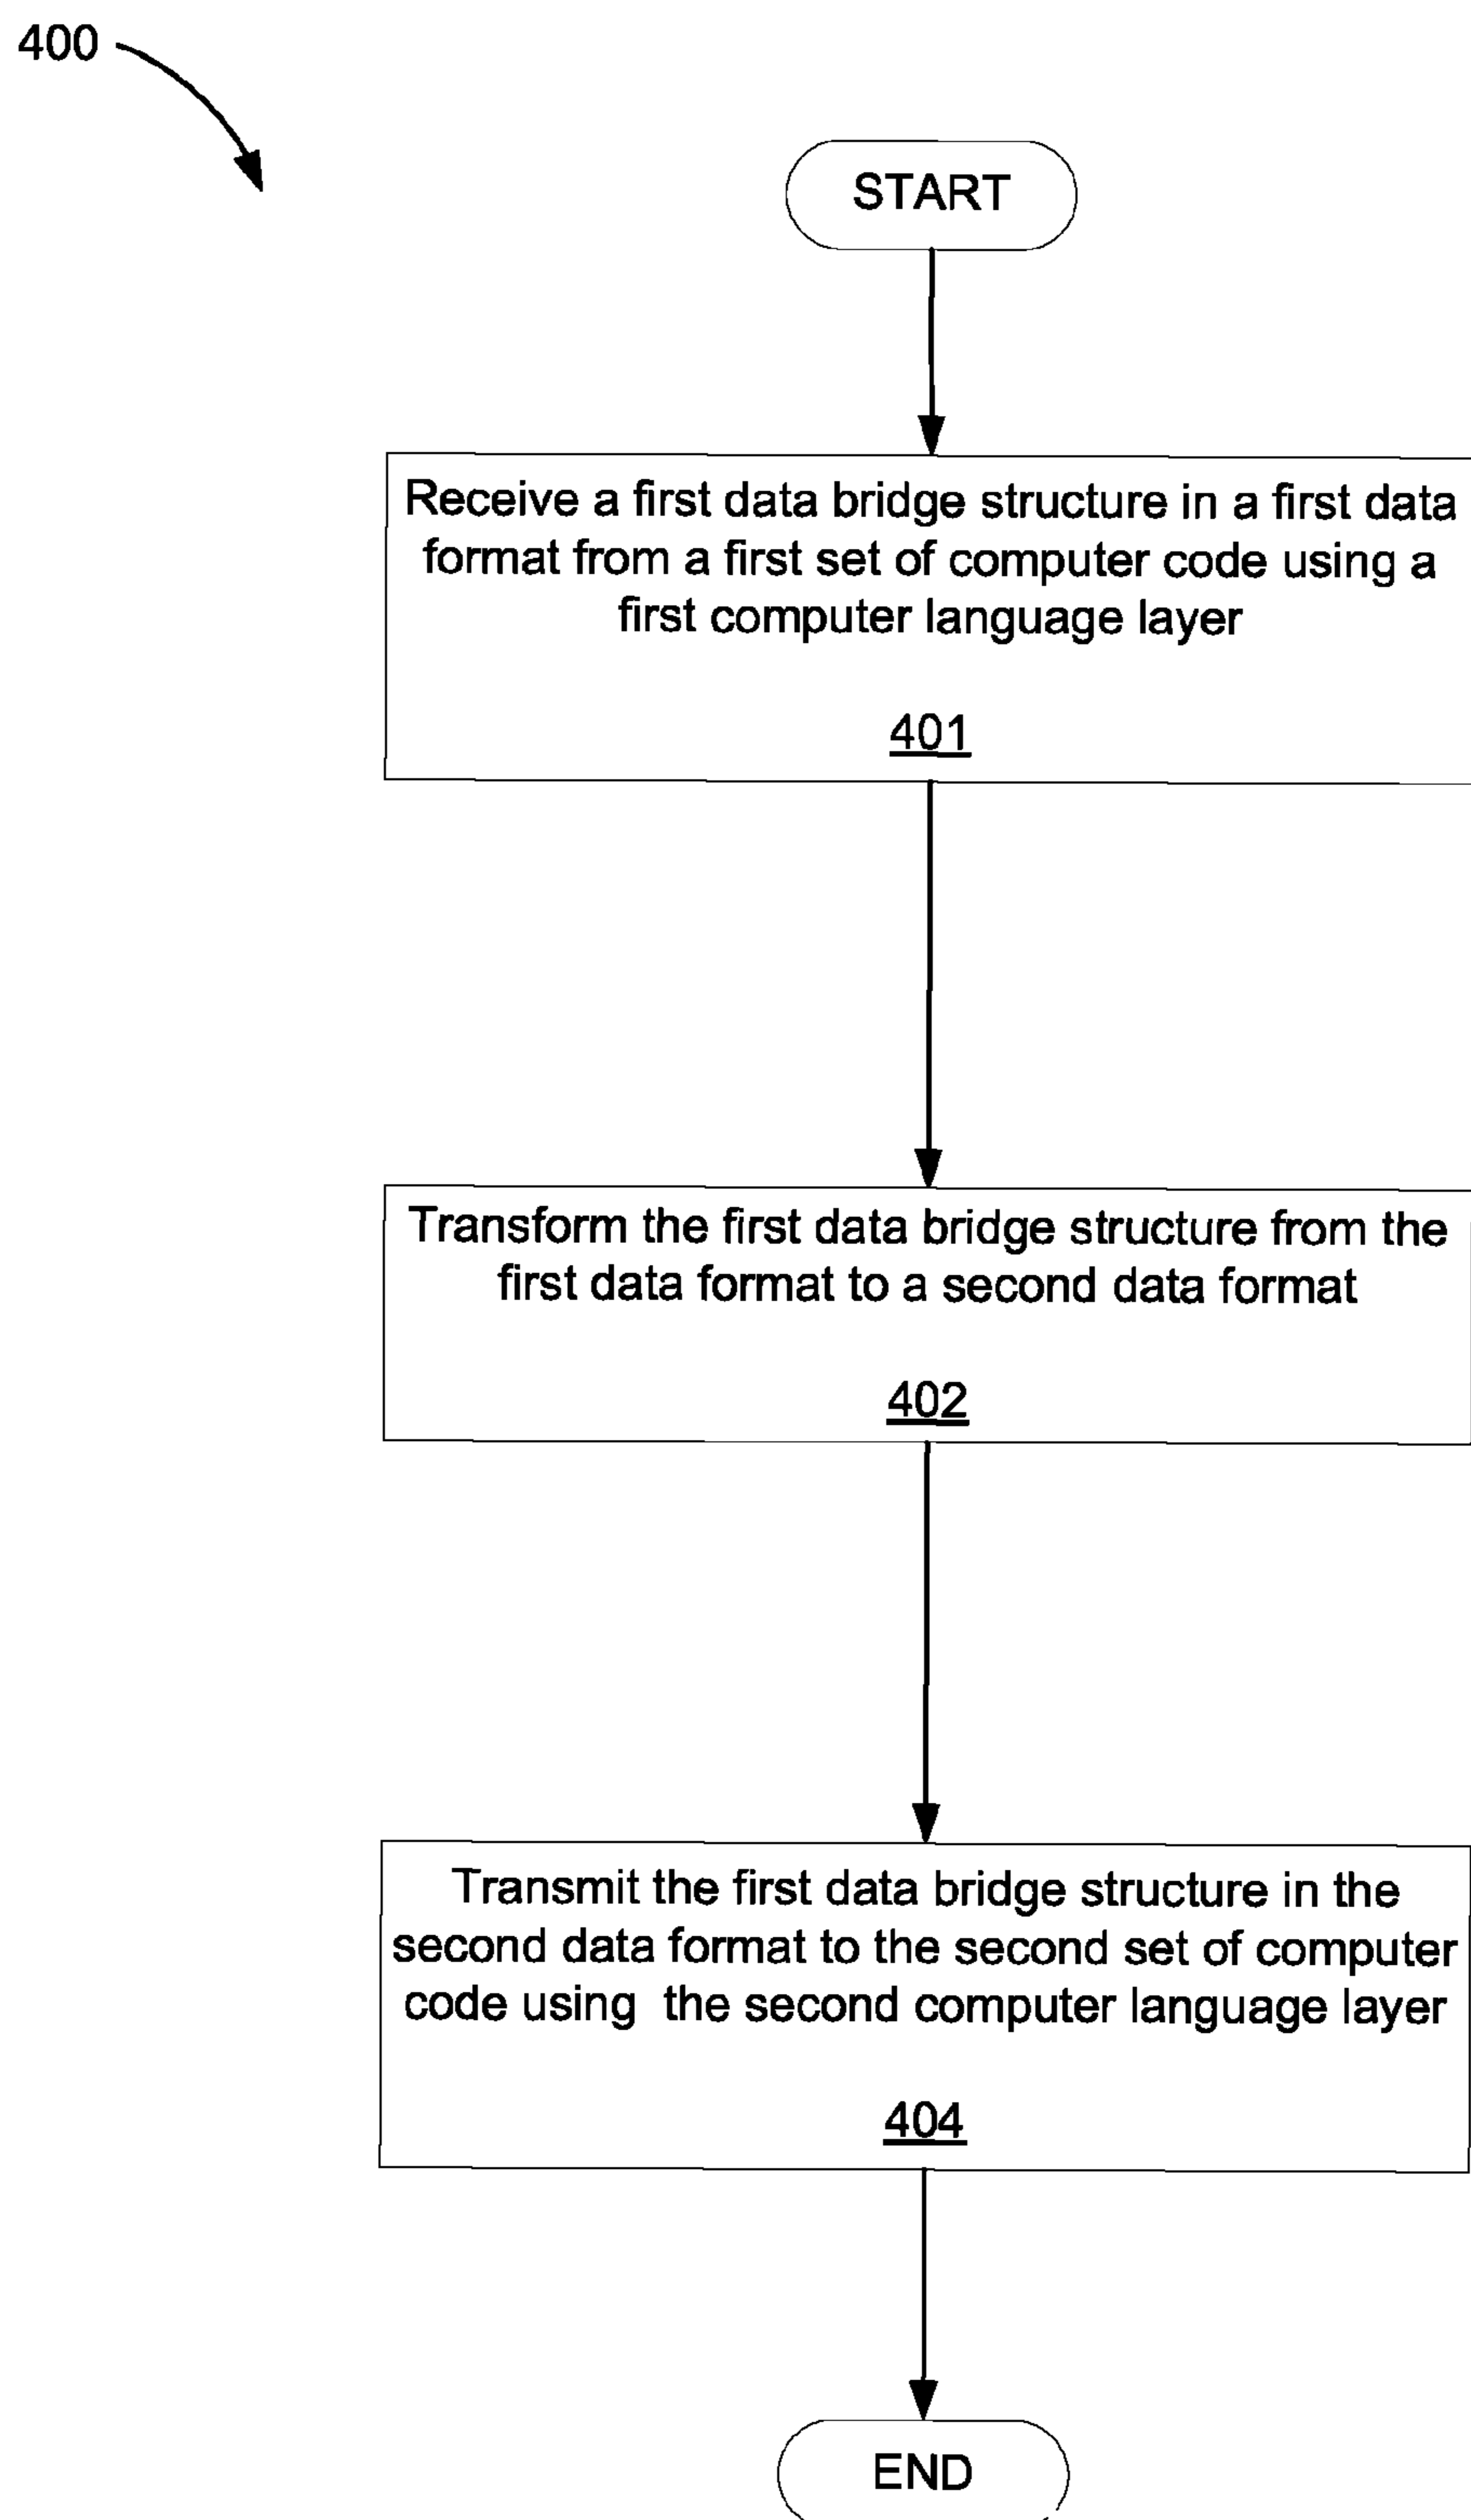 400
START
Receive a first data bridge structure in a first data
format from a first set of computer code using a
first computer language layer
401
Transform the first data bridge structure from the
first data format to a second data format
402
Transmit the first data bridge structure in the
second data format to the second set of computer
code using the second computer language layer
404
END